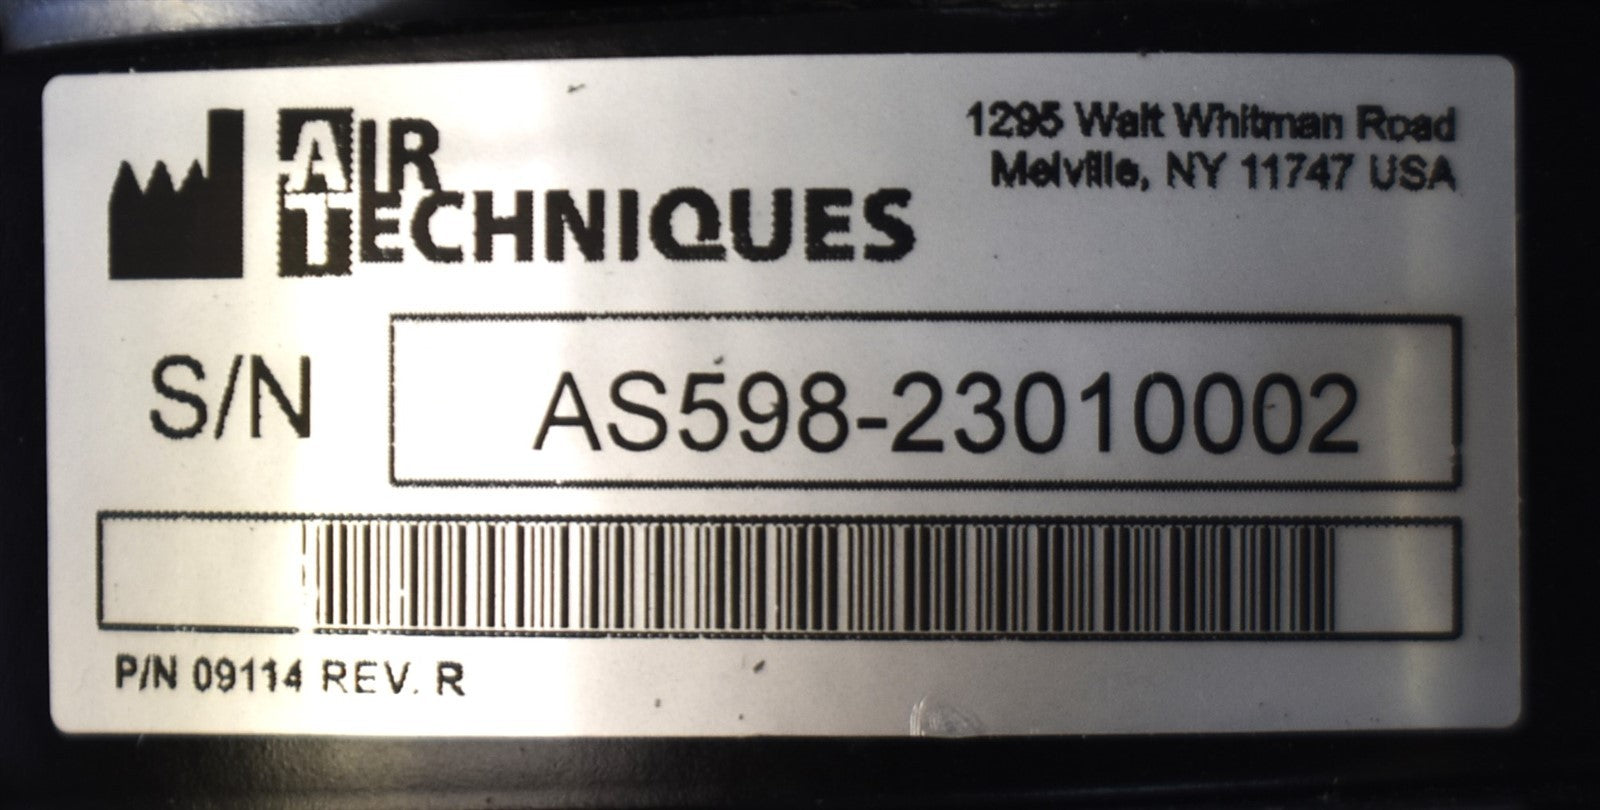 AIR
TECHNIQUES
1295 Walt Whitman Road
Melville, NY 11747 USA
S/N
AS598-23010002
P/N 09114 REV. R